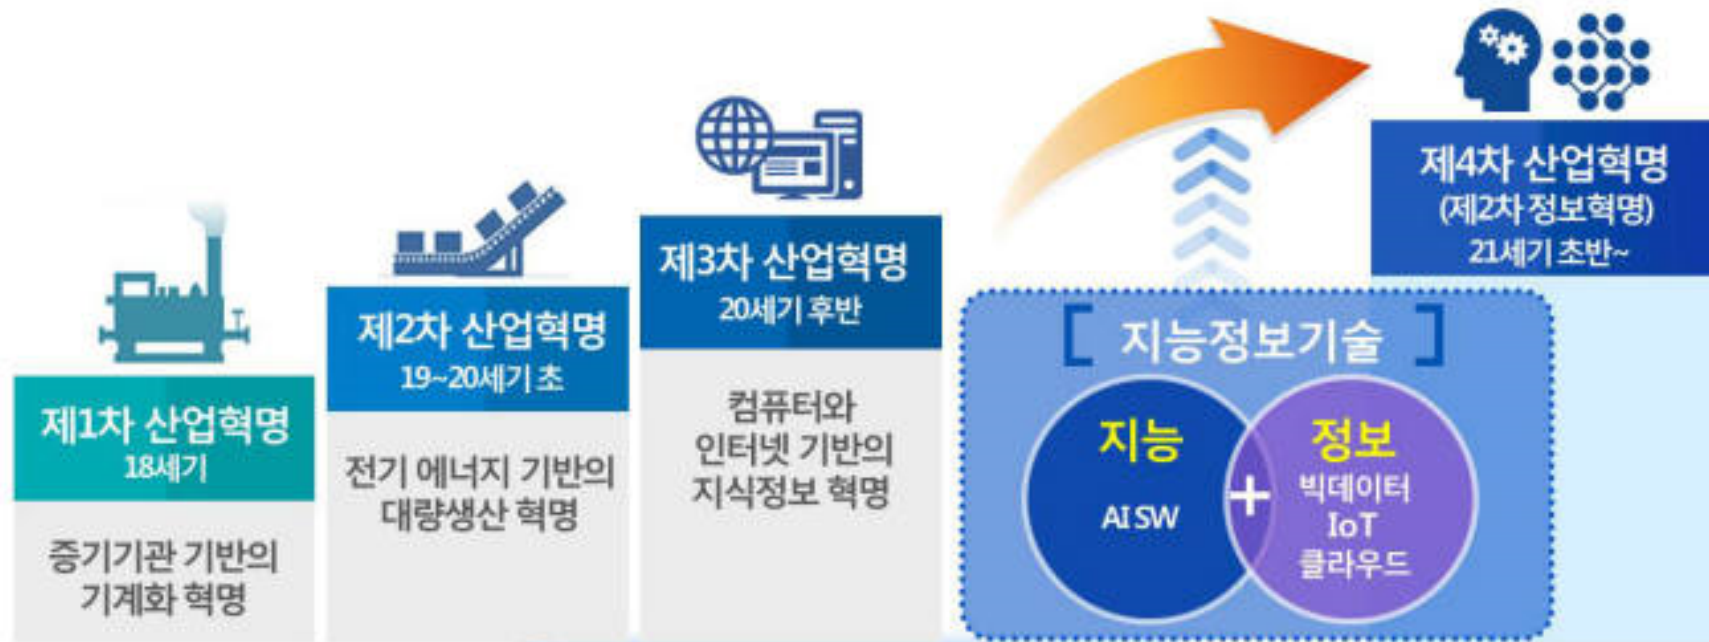 제1차 산업혁명
18세기
증기기관 기반의
기계화 혁명
제2차 산업혁명
19~20세기 초
전기 에너지 기반의
대량생산 혁명
제3차 산업혁명
20세기 후반
컴퓨터와
인터넷 기반의
지식정보 혁명
[ 지능정보기술 ]
지능
AI SW
+
정보
빅데이터
IoT
클라우드
제4차 산업혁명
(제2차 정보혁명)
21세기 초반~